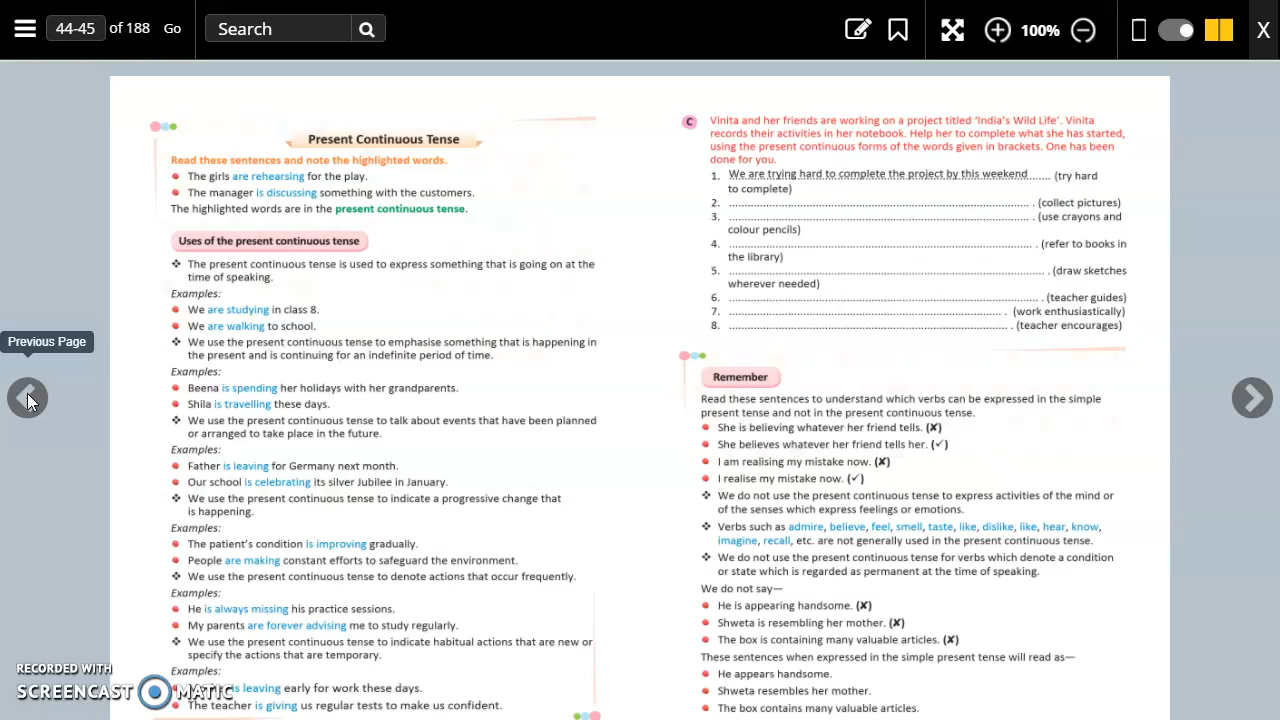 44-45 of 188 Go
Search
100%
X
Present Continuous Tense
Read these sentences and note the highlighted words.
The girls are rehearsing for the play.
The manager is discussing something with the customers.
The highlighted words are in the present continuous tense.
Uses of the present continuous tense
The present continuous tense is used to express something that is going on at the
time of speaking.
Examples:
We are studying in class 8.
We are walking to school.
We use the present continuous tense to emphasise something that is happening in
the present and is continuing for an indefinite period of time.
Examples:
Beena is spending her holidays with her grandparents.
Shila is travelling these days.
We use the present continuous tense to talk about events that have been planned
or arranged to take place in the future.
Examples:
Father is leaving for Germany next month.
Our school is celebrating its silver Jubilee in January.
We use the present continuous tense to indicate a progressive change that
is happening.
Examples:
The patient's condition is improving gradually.
People are making constant efforts to safeguard the environment.
We use the present continuous tense to denote actions that occur frequently.
Examples:
He is always missing his practice sessions.
My parents are forever advising me to study regularly.
We use the present continuous tense to indicate habitual actions that are new or
specify the actions that are temporary.
Examples:
is leaving early for work these days.
The teacher is giving us regular tests to make us confident.
Previous Page
RECORDED WITH
SCREENCAST MATIC
C Vinita and her friends are working on a project titled ‘India’s Wild Life’. Vinita
records their activities in her notebook. Help her to complete what she has started,
using the present continuous forms of the words given in brackets. One has been
done for you.
1. We are trying hard to complete the project by this weekend ...... (try hard
to complete)
2. ...... . (collect pictures)
3. ...... . (use crayons and
colour pencils)
4. ...... . (refer to books in
the library)
5. ...... . (draw sketches
wherever needed)
6. ...... . (teacher guides)
7. ...... . (work enthusiastically)
8. ...... . (teacher encourages)
Remember
Read these sentences to understand which verbs can be expressed in the simple
present tense and not in the present continuous tense.
She is believing whatever her friend tells. (✘)
She believes whatever her friend tells her. (✓)
I am realising my mistake now. (✘)
I realise my mistake now. (✓)
We do not use the present continuous tense to express activities of the mind or
of the senses which express feelings or emotions.
Verbs such as admire, believe, feel, smell, taste, like, dislike, like, hear, know,
imagine, recall, etc. are not generally used in the present continuous tense.
We do not use the present continuous tense for verbs which denote a condition
or state which is regarded as permanent at the time of speaking.
We do not say—
He is appearing handsome. (✘)
Shweta is resembling her mother. (✘)
The box is containing many valuable articles. (✘)
These sentences when expressed in the simple present tense will read as—
He appears handsome.
Shweta resembles her mother.
The box contains many valuable articles.